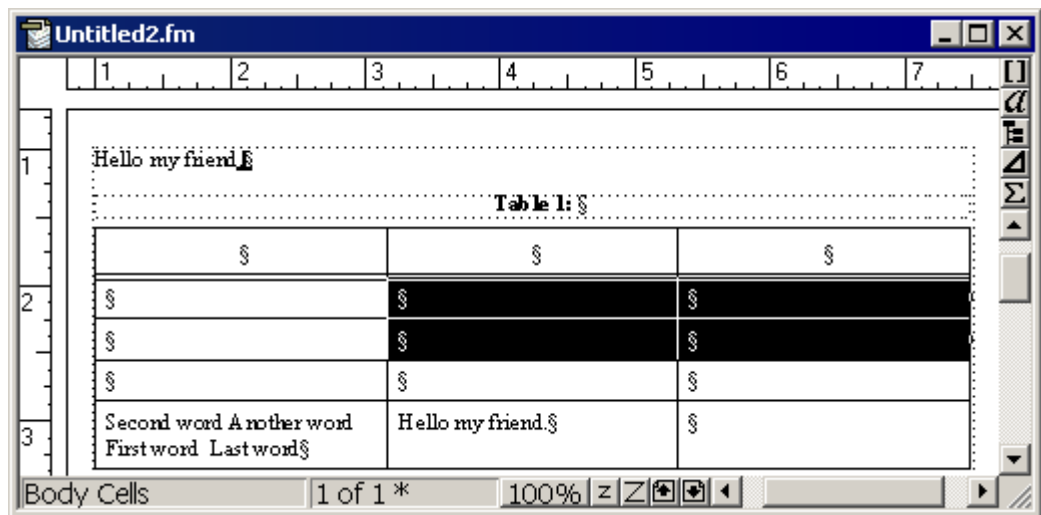 Untitled2.fm
1 2 3 4 5 6 7
1
Hello my friend.§
Table 1: §
§ § §
2
§ § §
§ § §
§ § §
3
Second word Another word
First word Last word§
Hello my friend.§
§
Body Cells 1 of 1 * 100% z Z